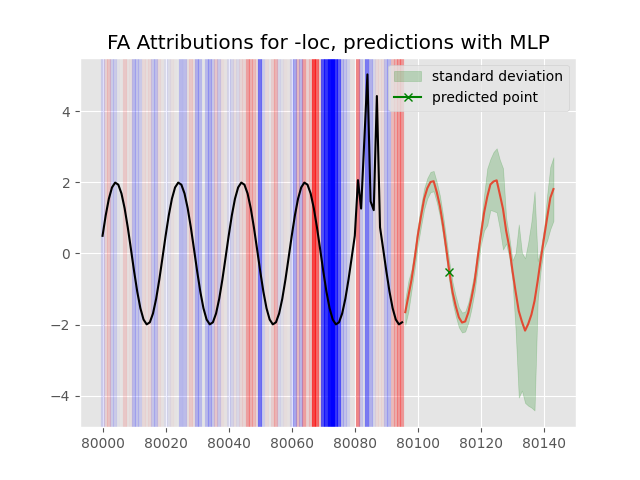 FA Attributions for -loc, predictions with MLP
standard deviation
predicted point
4
2
0
−2
−4
80000 80020 80040 80060 80080 80100 80120 80140